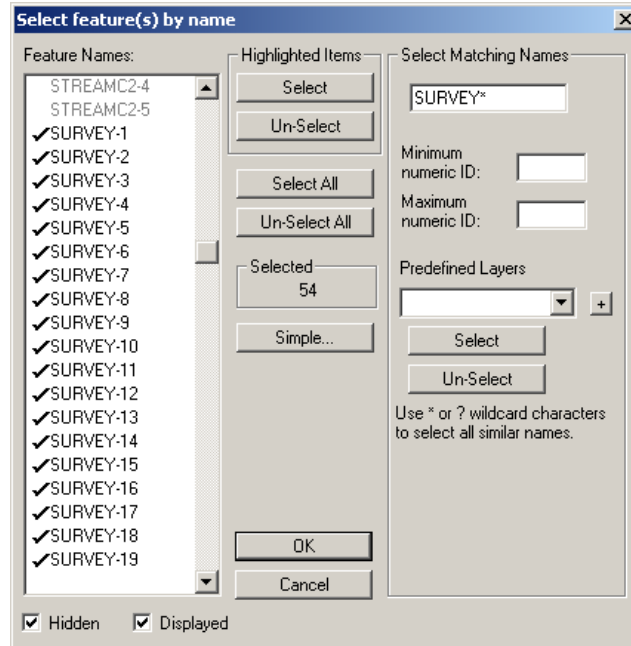 Select feature(s) by name
Feature Names:
STREAMC2-4
STREAMC2-5
SURVEY-1
SURVEY-2
SURVEY-3
SURVEY-4
SURVEY-5
SURVEY-6
SURVEY-7
SURVEY-8
SURVEY-9
SURVEY-10
SURVEY-11
SURVEY-12
SURVEY-13
SURVEY-14
SURVEY-15
SURVEY-16
SURVEY-17
SURVEY-18
SURVEY-19
Hidden
Displayed
Highlighted Items
Select
Un-Select
Select All
Un-Select All
Selected
54
Simple...
OK
Cancel
Select Matching Names
SURVEY*
Minimum
numeric ID:
Maximum
numeric ID:
Predefined Layers
+
Select
Un-Select
Use * or ? wildcard characters
to select all similar names.